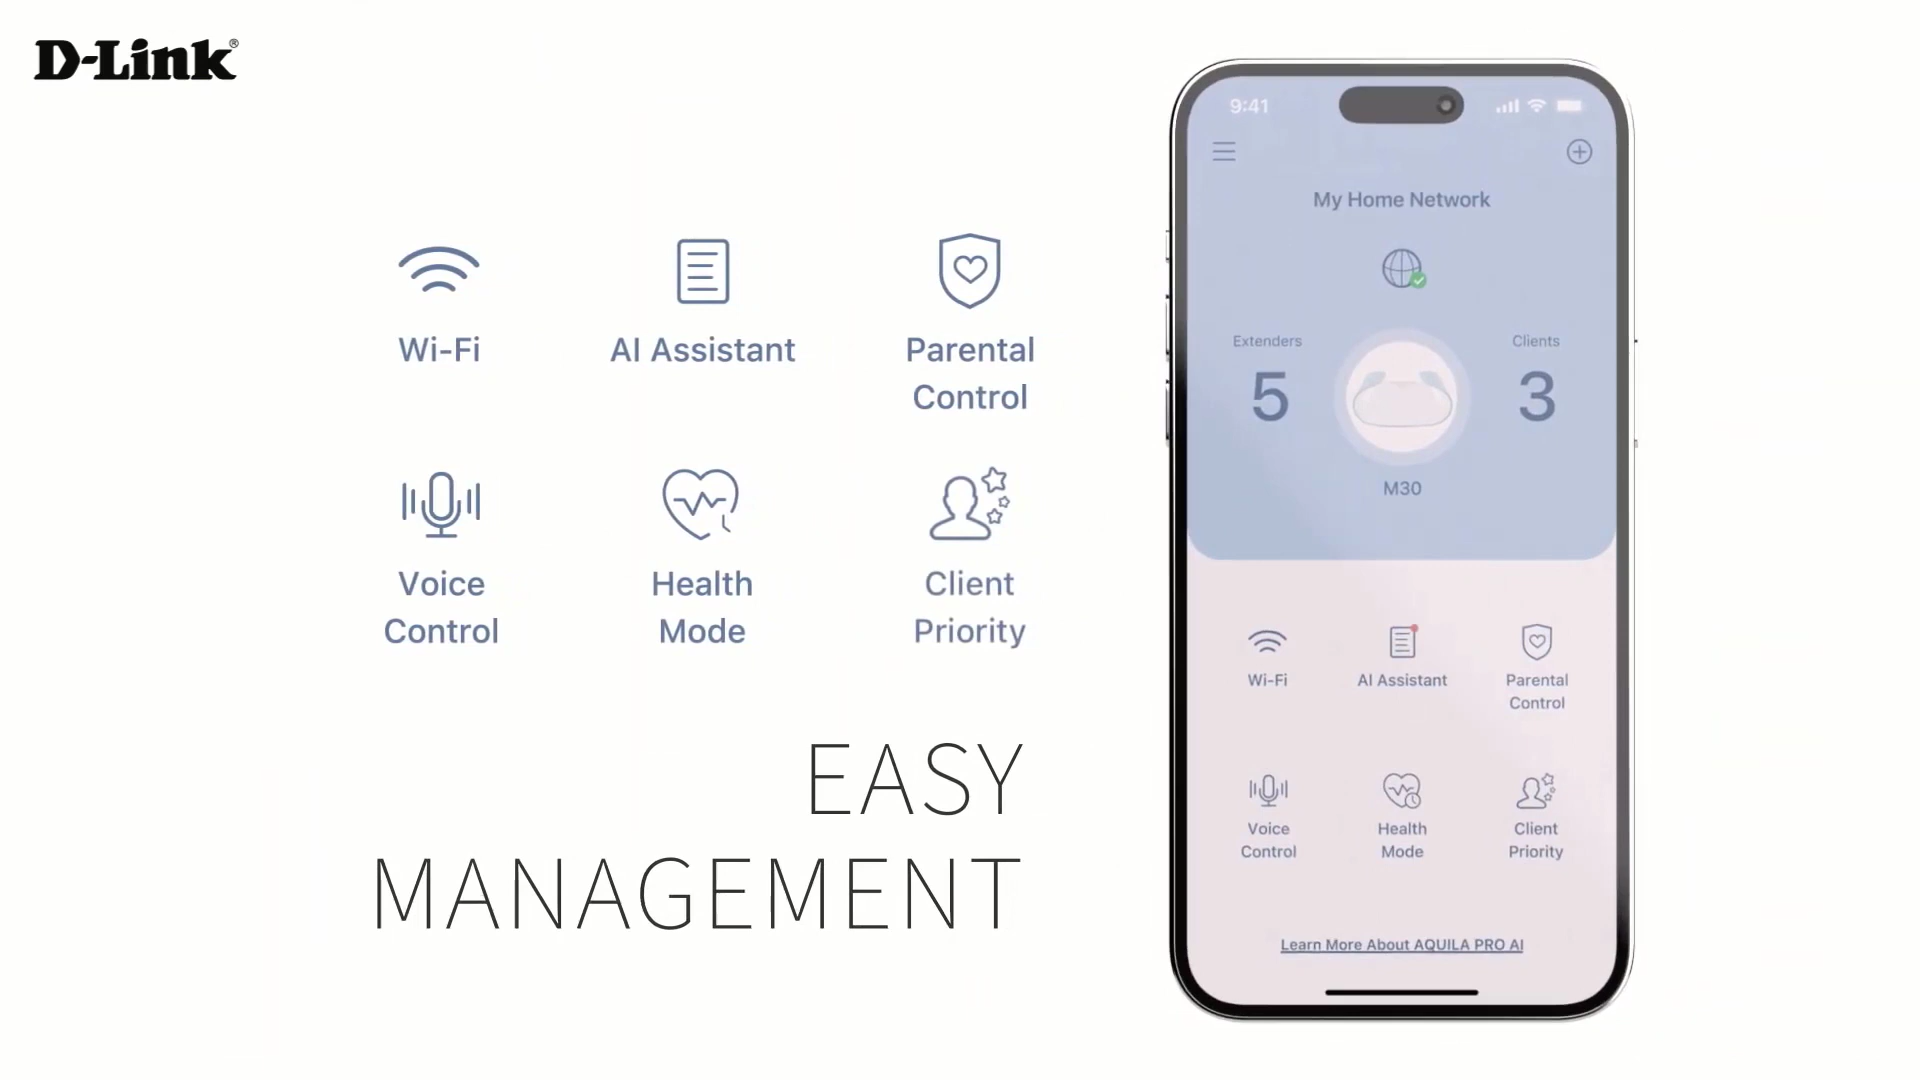 D-Link®
Wi-Fi
AI Assistant
Parental
Control
Voice
Control
Health
Mode
Client
Priority
EASY
MANAGEMENT
9:41
My Home Network
Extenders
Clients
5
3
M30
Wi-Fi
AI Assistant
Parental
Control
Voice
Control
Health
Mode
Client
Priority
Learn More About AQUILA PRO AI